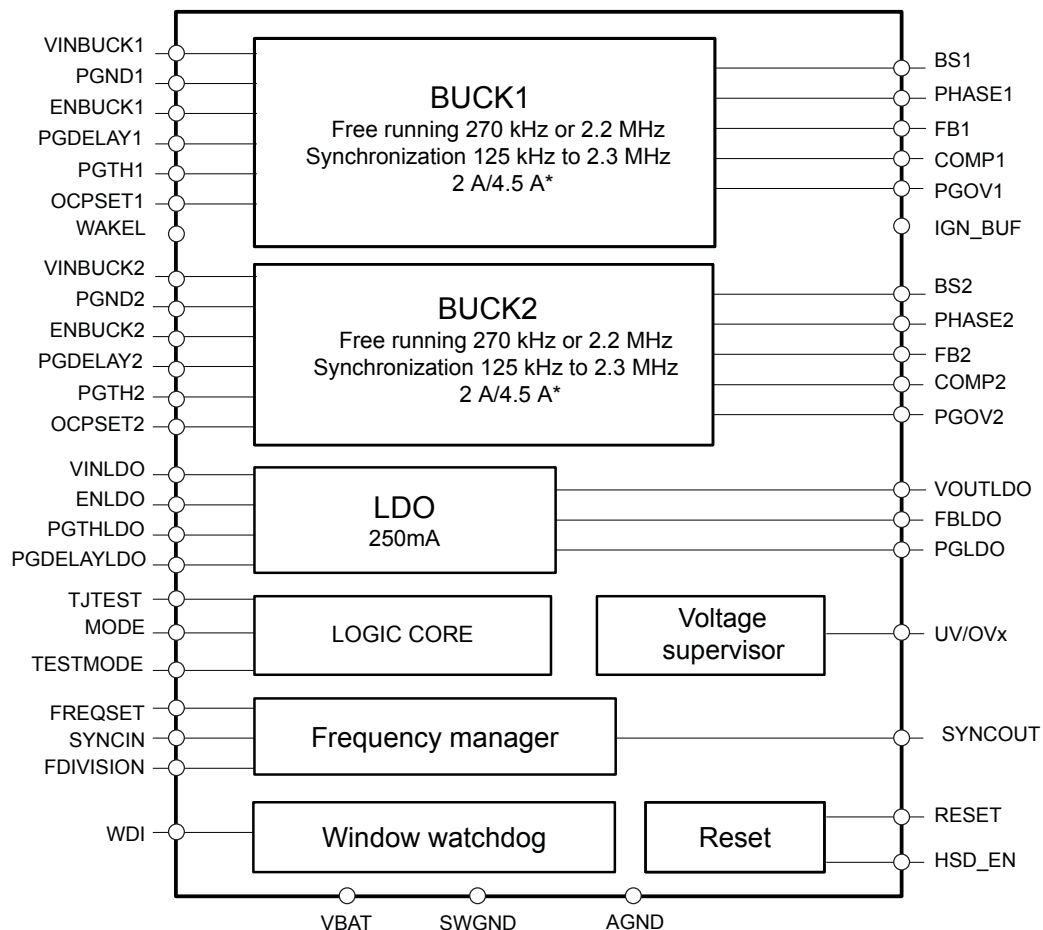 VINBUCK1
PGND1
ENBUCK1
PGDELAY1
PGTH1
OCPSET1
WAKEL
BUCK1
Free running 270 kHz or 2.2 MHz
Synchronization 125 kHz to 2.3 MHz
2 A/4.5 A*
BS1
PHASE1
FB1
COMP1
PGOV1
IGN_BUF
VINBUCK2
PGND2
ENBUCK2
PGDELAY2
PGTH2
OCPSET2
BUCK2
Free running 270 kHz or 2.2 MHz
Synchronization 125 kHz to 2.3 MHz
2 A/4.5 A*
BS2
PHASE2
FB2
COMP2
PGOV2
VINLDO
ENLDO
PGTHLDO
PGDELAYLDO
LDO
250mA
VOUTLDO
FBLDO
PGLDO
TJTEST
MODE
TESTMODE
LOGIC CORE
Voltage
supervisor
UV/OVx
FREQSET
SYNCIN
FDIVISION
Frequency manager
SYNCOUT
WDI
Window watchdog
Reset
RESET
HSD_EN
VBAT
SWGND
AGND